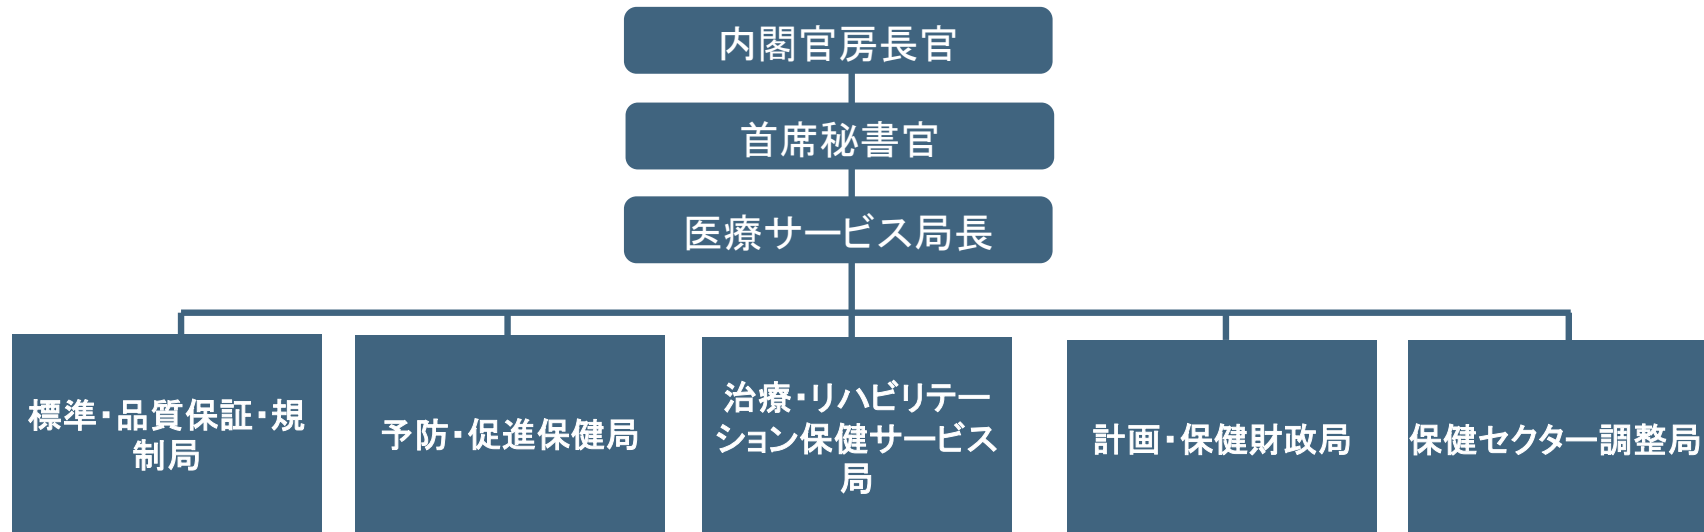 内閣官房長官
首席秘書官
医療サービス局長
標準・品質保証・規
制局
予防・促進保健局
治療・リハビリテー
ション保健サービス
局
計画・保健財政局
保健セクター調整局